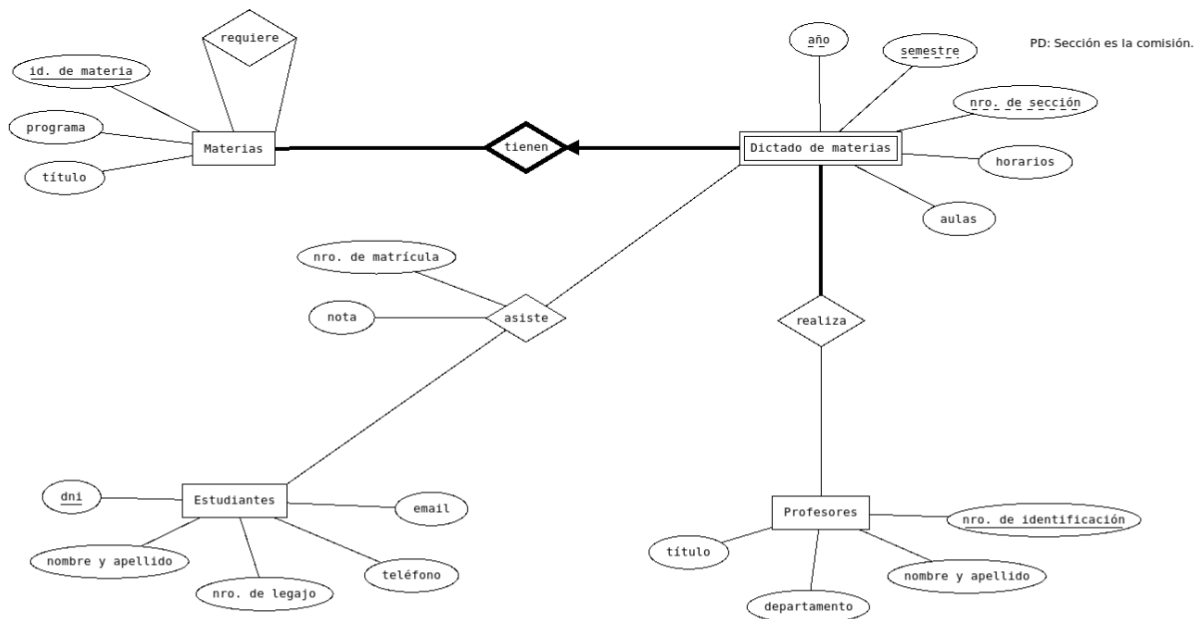 requiere
año
PD: Sección es la comisión.
semestre
id. de materia
nro. de sección
programa
Materias
tienen
Dictado de materias
horarios
título
aulas
nro. de matrícula
nota
asiste
realiza
dni
Estudiantes
email
Profesores
nro. de identificación
título
nombre y apellido
teléfono
nombre y apellido
nro. de legajo
departamento